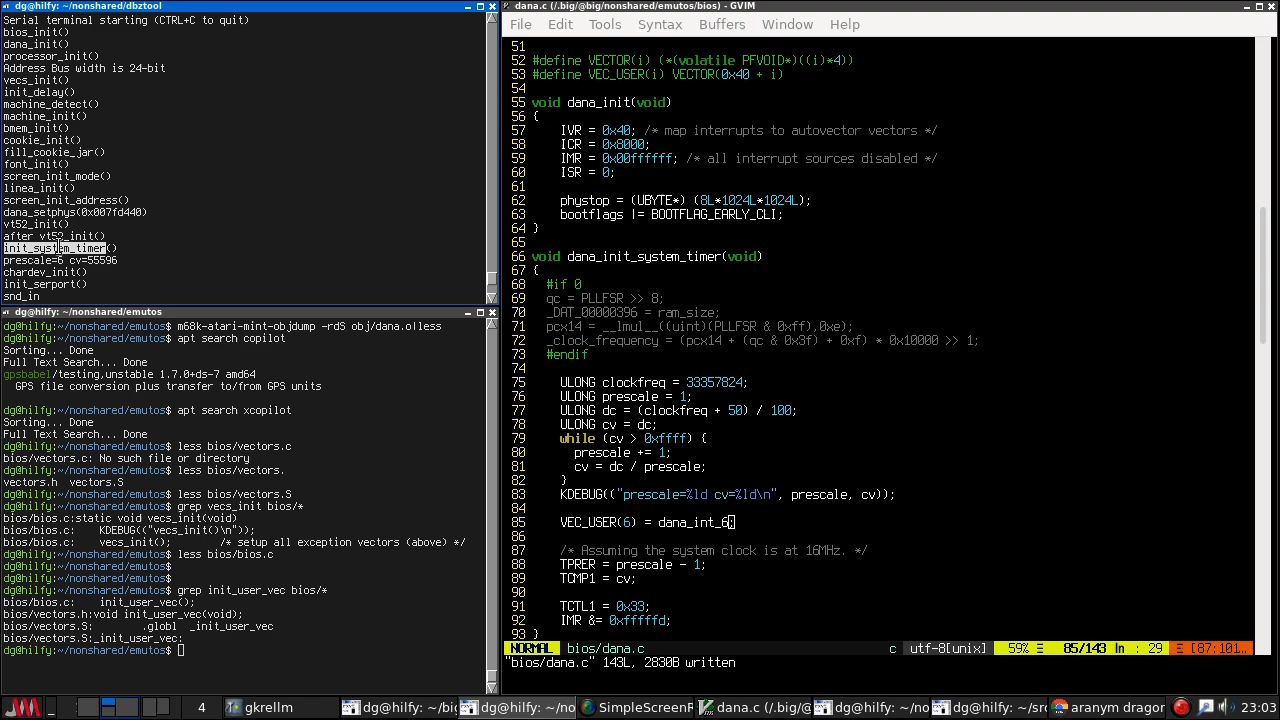 dg@hilfy: ~/nonshared/dbztool
Serial terminal starting (CTRL+C to quit)
bios_init()
dana_init()
processor_init()
Address Bus width is 24-bit
vecs_init()
init_delay()
machine_detect()
machine_init()
bmem_init()
cookie_init()
fill_cookie_jar()
font_init()
screen_init_mode()
linea_init()
screen_init_address()
dana_setphys(0x007fd440)
vt52_init()
after vt52_init()
init_system_timer()
prescale=6 cv=55596
chardev_init()
init_serport()
snd_in
dg@hilfy: ~/nonshared/emutos
dg@hilfy:~/nonshared/emutos$ m68k-atari-mint-objdump -rdS obj/dana.o|less
dg@hilfy:~/nonshared/emutos$ apt search copilot
Sorting... Done
Full Text Search... Done
gpsbabel/testing,unstable 1.7.0+ds-7 amd64
  GPS file conversion plus transfer to/from GPS units

dg@hilfy:~/nonshared/emutos$ apt search xcopilot
Sorting... Done
Full Text Search... Done
dg@hilfy:~/nonshared/emutos$ less bios/vectors.c
bios/vectors.c: No such file or directory
dg@hilfy:~/nonshared/emutos$ less bios/vectors.
vectors.h  vectors.S
dg@hilfy:~/nonshared/emutos$ less bios/vectors.S
dg@hilfy:~/nonshared/emutos$ grep vecs_init bios/*
bios/bios.c:static void vecs_init(void)
bios/bios.c:    KDEBUG(("vecs_init()\n"));
bios/bios.c:    vecs_init();        /* setup all exception vectors (above) */
dg@hilfy:~/nonshared/emutos$ less bios/bios.c
dg@hilfy:~/nonshared/emutos$
dg@hilfy:~/nonshared/emutos$
dg@hilfy:~/nonshared/emutos$ grep init_user_vec bios/*
bios/bios.c:    init_user_vec();
bios/vectors.h:void init_user_vec(void);
bios/vectors.S:        .globl  _init_user_vec
bios/vectors.S:_init_user_vec:
dg@hilfy:~/nonshared/emutos$
dana.c (/.big/@big/nonshared/emutos/bios) - GVIM
File Edit Tools Syntax Buffers Window Help
51
52 #define VECTOR(i) (*(volatile PFVOID*)((i)*4))
53 #define VEC_USER(i) VECTOR(0x40 + i)
54
55 void dana_init(void)
56 {
57     IVR = 0x40; /* map interrupts to autovector vectors */
58     ICR = 0x8000;
59     IMR = 0x00ffffff; /* all interrupt sources disabled */
60     ISR = 0;
61
62     phystop = (UBYTE*) (8L*1024L*1024L);
63     bootflags |= BOOTFLAG_EARLY_CLI;
64 }
65
66 void dana_init_system_timer(void)
67 {
68   #if 0
69   qc = PLLFSR >> 8;
70   _DAT_00000396 = ram_size;
71   pcx14 = __lmul__((uint)(PLLFSR & 0xff),0xe);
72   _clock_frequency = (pcx14 + (qc & 0x3f) + 0xf) * 0x10000 >> 1;
73   #endif
74
75     ULONG clockfreq = 33357824;
76     ULONG prescale = 1;
77     ULONG dc = (clockfreq + 50) / 100;
78     ULONG cv = dc;
79     while (cv > 0xffff) {
80       prescale += 1;
81       cv = dc / prescale;
82     }
83     KDEBUG(("prescale=%ld cv=%ld\n", prescale, cv));
84
85     VEC_USER(6) = dana_int_6;
86
87     /* Assuming the system clock is at 16MHz. */
88     TPRER = prescale - 1;
89     TCMP1 = cv;
90
91     TCTL1 = 0x33;
92     IMR &= 0xfffffd;
93 }
NORMAL bios/dana.c c utf-8[unix] 59% ☰ 85/143 ln : 29 ☰ [87:101…
"bios/dana.c" 143L, 2830B written
4 gkrellm dg@hilfy: ~/big dg@hilfy: ~/no SimpleScreenR dana.c (/.big/@ dg@hilfy: ~/no dg@hilfy: ~/src aranym dragor 23:03